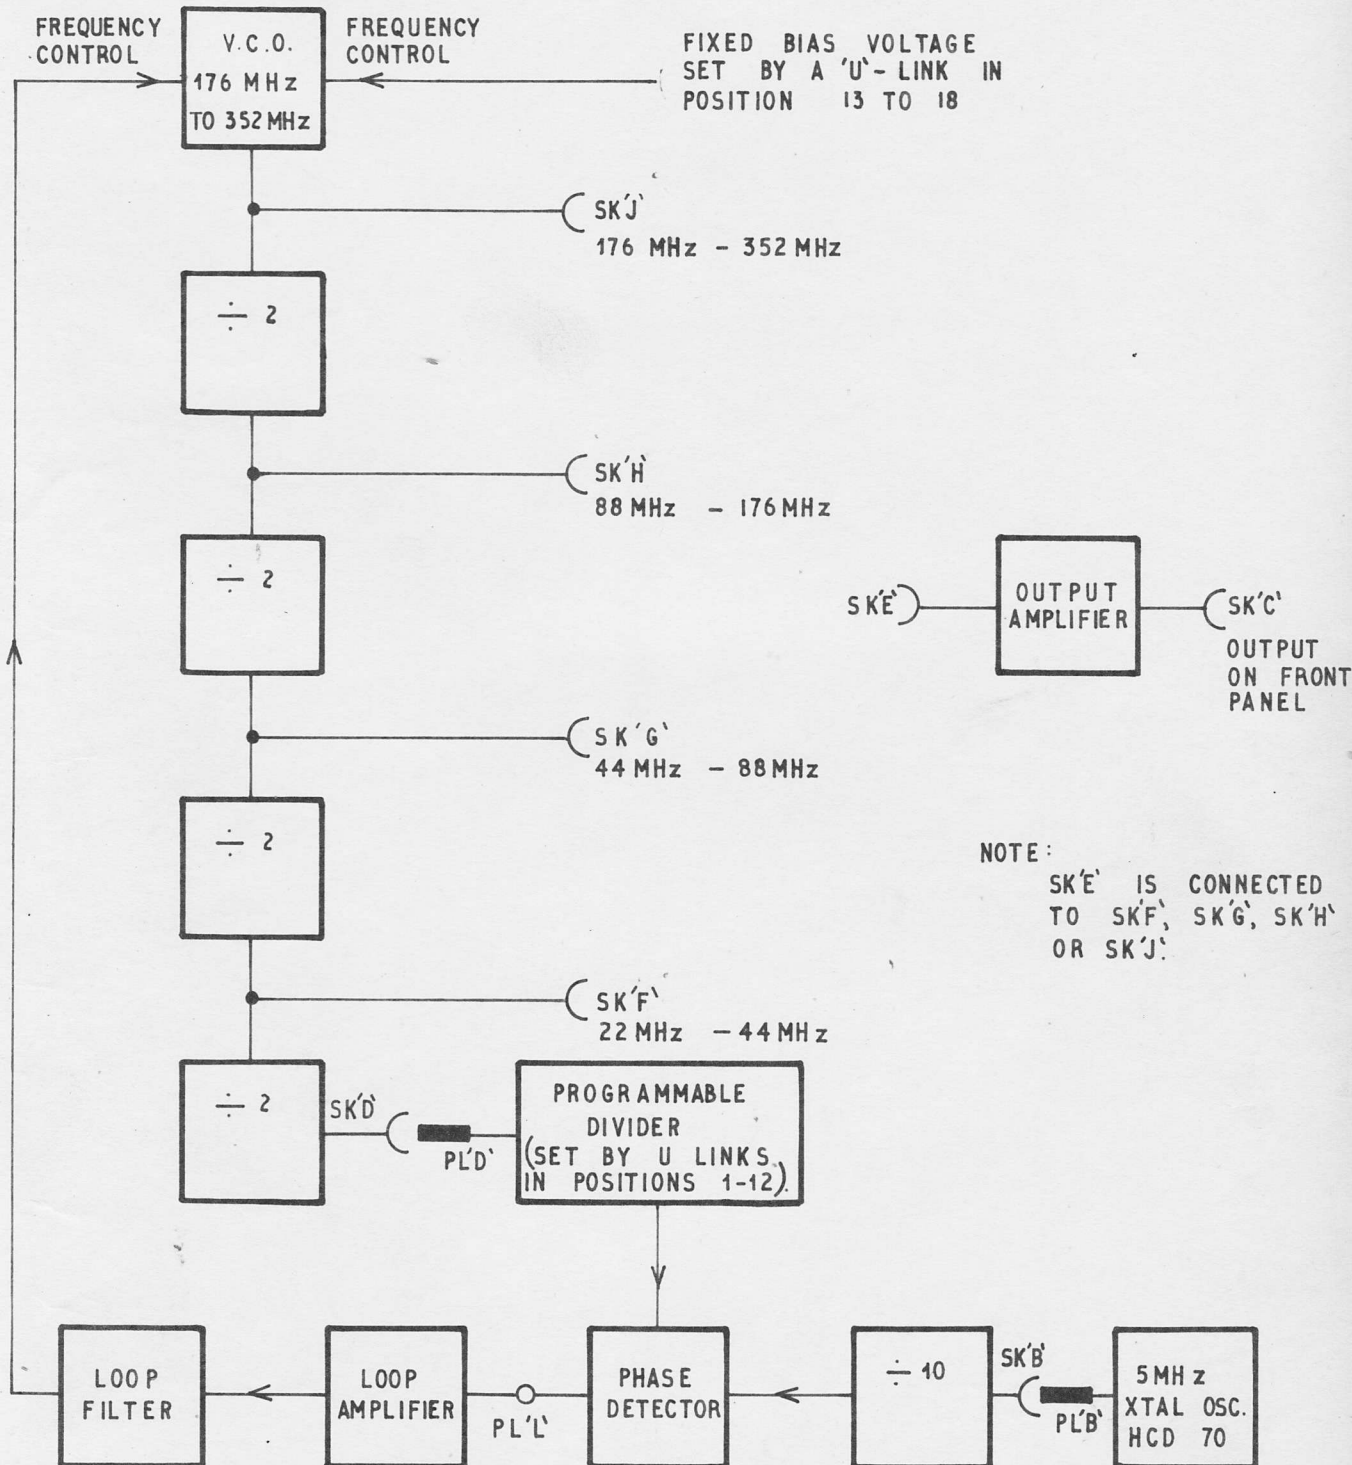 FREQUENCY
CONTROL
V.C.O.
176 MHz
TO 352MHz
FREQUENCY
CONTROL
FIXED BIAS VOLTAGE
SET BY A 'U'-LINK IN
POSITION 13 TO 18
SK'J'
176 MHz - 352 MHz
÷ 2
SK'H'
88 MHz - 176 MHz
÷ 2
SK'E'
OUTPUT
AMPLIFIER
SK'C'
OUTPUT
ON FRONT
PANEL
SK'G'
44 MHz - 88 MHz
÷ 2
NOTE:
SK'E' IS CONNECTED
TO SK'F', SK'G', SK'H'
OR SK'J'.
SK'F'
22 MHz - 44 MHz
÷ 2
SK'D'
PL'D'
PROGRAMMABLE
DIVIDER
(SET BY U LINKS
IN POSITIONS 1-12).
LOOP
FILTER
LOOP
AMPLIFIER
PL'L'
PHASE
DETECTOR
÷ 10
SK'B'
PL'B'
5MHz
XTAL OSC.
HCD 70